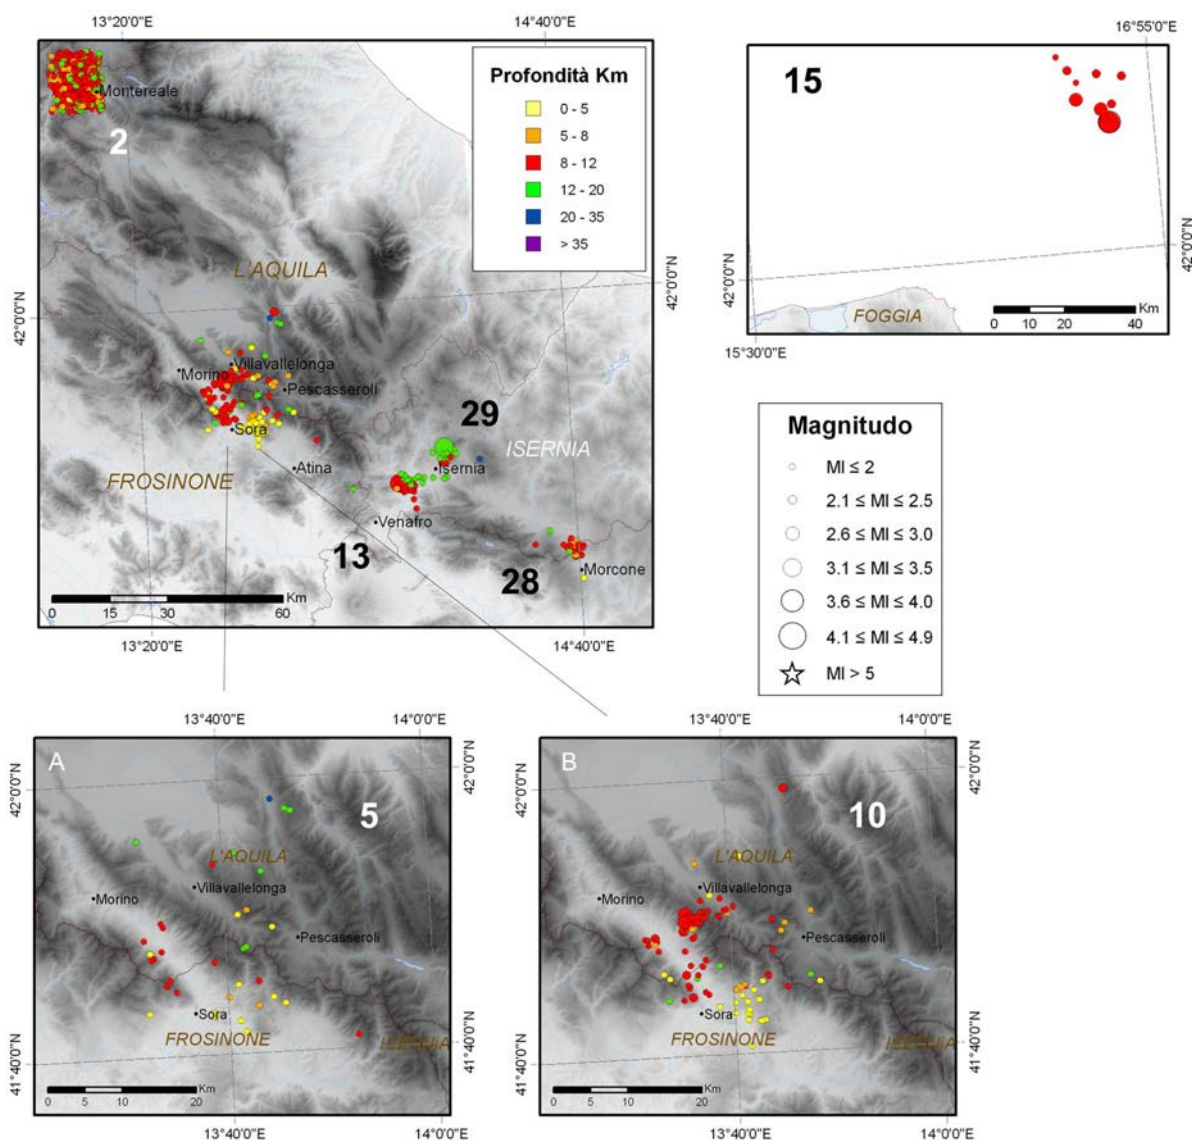 13°20'0"E
14°40'0"E
16°55'0"E
Profondità Km
0 - 5
5 - 8
8 - 12
12 - 20
20 - 35
> 35
Montereale
2
L'AQUILA
42°0'0"N
42°0'0"N
Morino
Villavallelonga
Pescasseroli
Sora
Atina
FROSINONE
29
ISERNIA
Isernia
Venafro
13
28
Morcone
Km
0 15 30 60
13°20'0"E
14°40'0"E
15
42°0'0"N
42°0'0"N
FOGGIA
Km
0 10 20 40
15°30'0"E
Magnitudo
Ml ≤ 2
2.1 ≤ Ml ≤ 2.5
2.6 ≤ Ml ≤ 3.0
3.1 ≤ Ml ≤ 3.5
3.6 ≤ Ml ≤ 4.0
4.1 ≤ Ml ≤ 4.9
Ml > 5
13°40'0"E
14°0'0"E
A
5
42°0'0"N
42°0'0"N
L'AQUILA
Villavallelonga
Morino
Pescasseroli
Sora
FROSINONE
ISERNIA
41°40'0"N
41°40'0"N
Km
0 5 10 20
13°40'0"E
14°0'0"E
13°40'0"E
14°0'0"E
B
10
42°0'0"N
42°0'0"N
L'AQUILA
Villavallelonga
Morino
Pescasseroli
Sora
FROSINONE
ISERNIA
41°40'0"N
41°40'0"N
Km
0 5 10 20
13°40'0"E
14°0'0"E